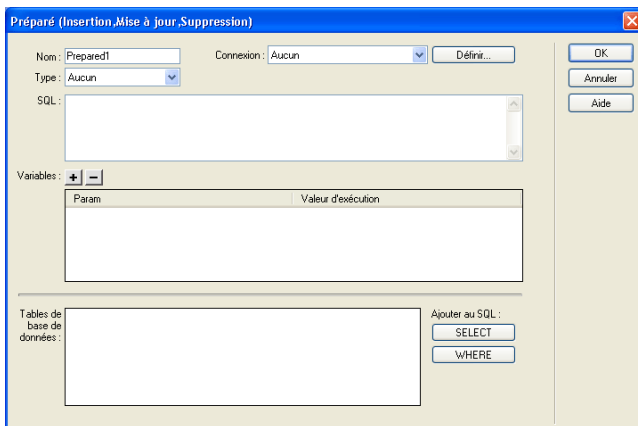 Préparé (Insertion,Mise à jour,Suppression)
Nom : Prepared1 Connexion : Aucun Définir... OK
Type : Aucun Annuler
SQL : Aide
Variables : + −
Param Valeur d'exécution
Tables de base de données : Ajouter au SQL :
SELECT
WHERE